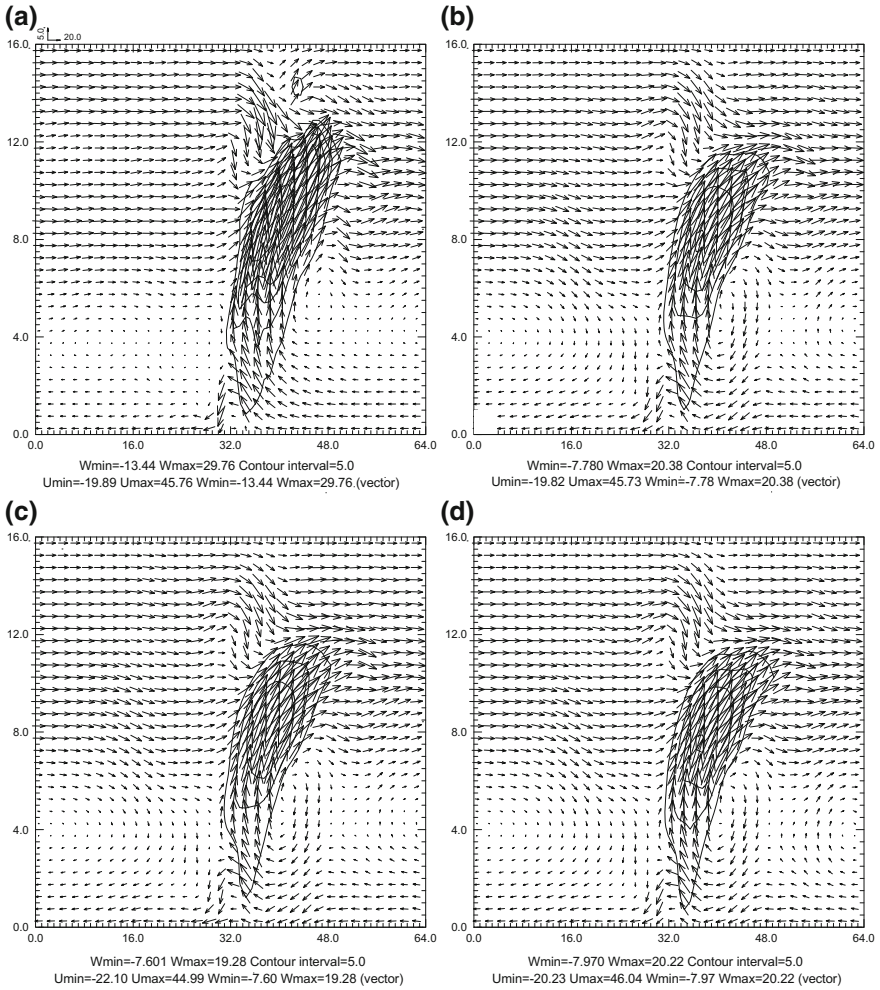 (a)
5.0
20.0
16.0
12.0
8.0
4.0
0.0
0.0 32.0 48.0 64.0
Wmin=-13.44 Wmax=29.76 Contour interval=5.0
Umin=-19.89 Umax=45.76 Wmin=-13.44 Wmax=29.76 (vector)
(b)
16.0
12.0
8.0
4.0
0.0
0.0 32.0 48.0 64.0
Wmin=-7.780 Wmax=20.38 Contour interval=5.0
Umin=-19.82 Umax=45.73 Wmin=-7.78 Wmax=20.38 (vector)
(c)
16.0
12.0
8.0
4.0
0.0
0.0 32.0 48.0 64.0
Wmin=-7.601 Wmax=19.28 Contour interval=5.0
Umin=-22.10 Umax=44.99 Wmin=-7.60 Wmax=19.28 (vector)
(d)
16.0
12.0
8.0
4.0
0.0
0.0 32.0 48.0 64.0
Wmin=-7.970 Wmax=20.22 Contour interval=5.0
Umin=-20.23 Umax=46.04 Wmin=-7.97 Wmax=20.22 (vector)